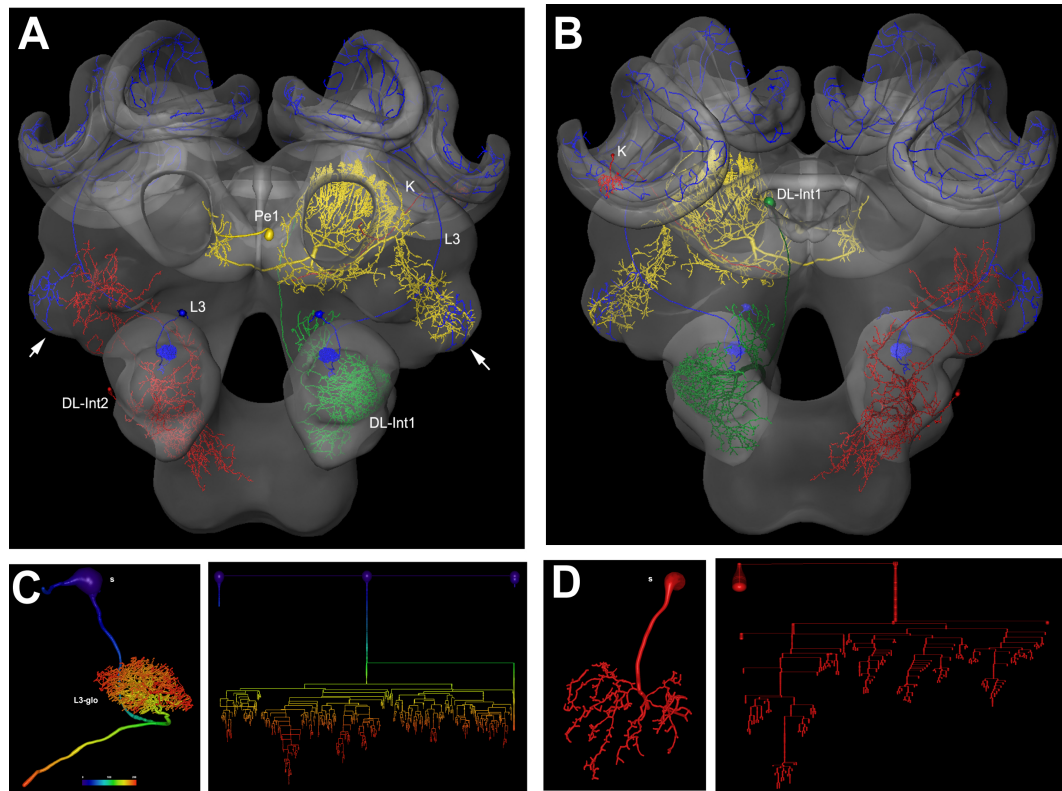 A
B
K
K
DL-Int1
Pe1
L3
L3
DL-Int2
DL-Int1
C
s
L3-glo
D
s